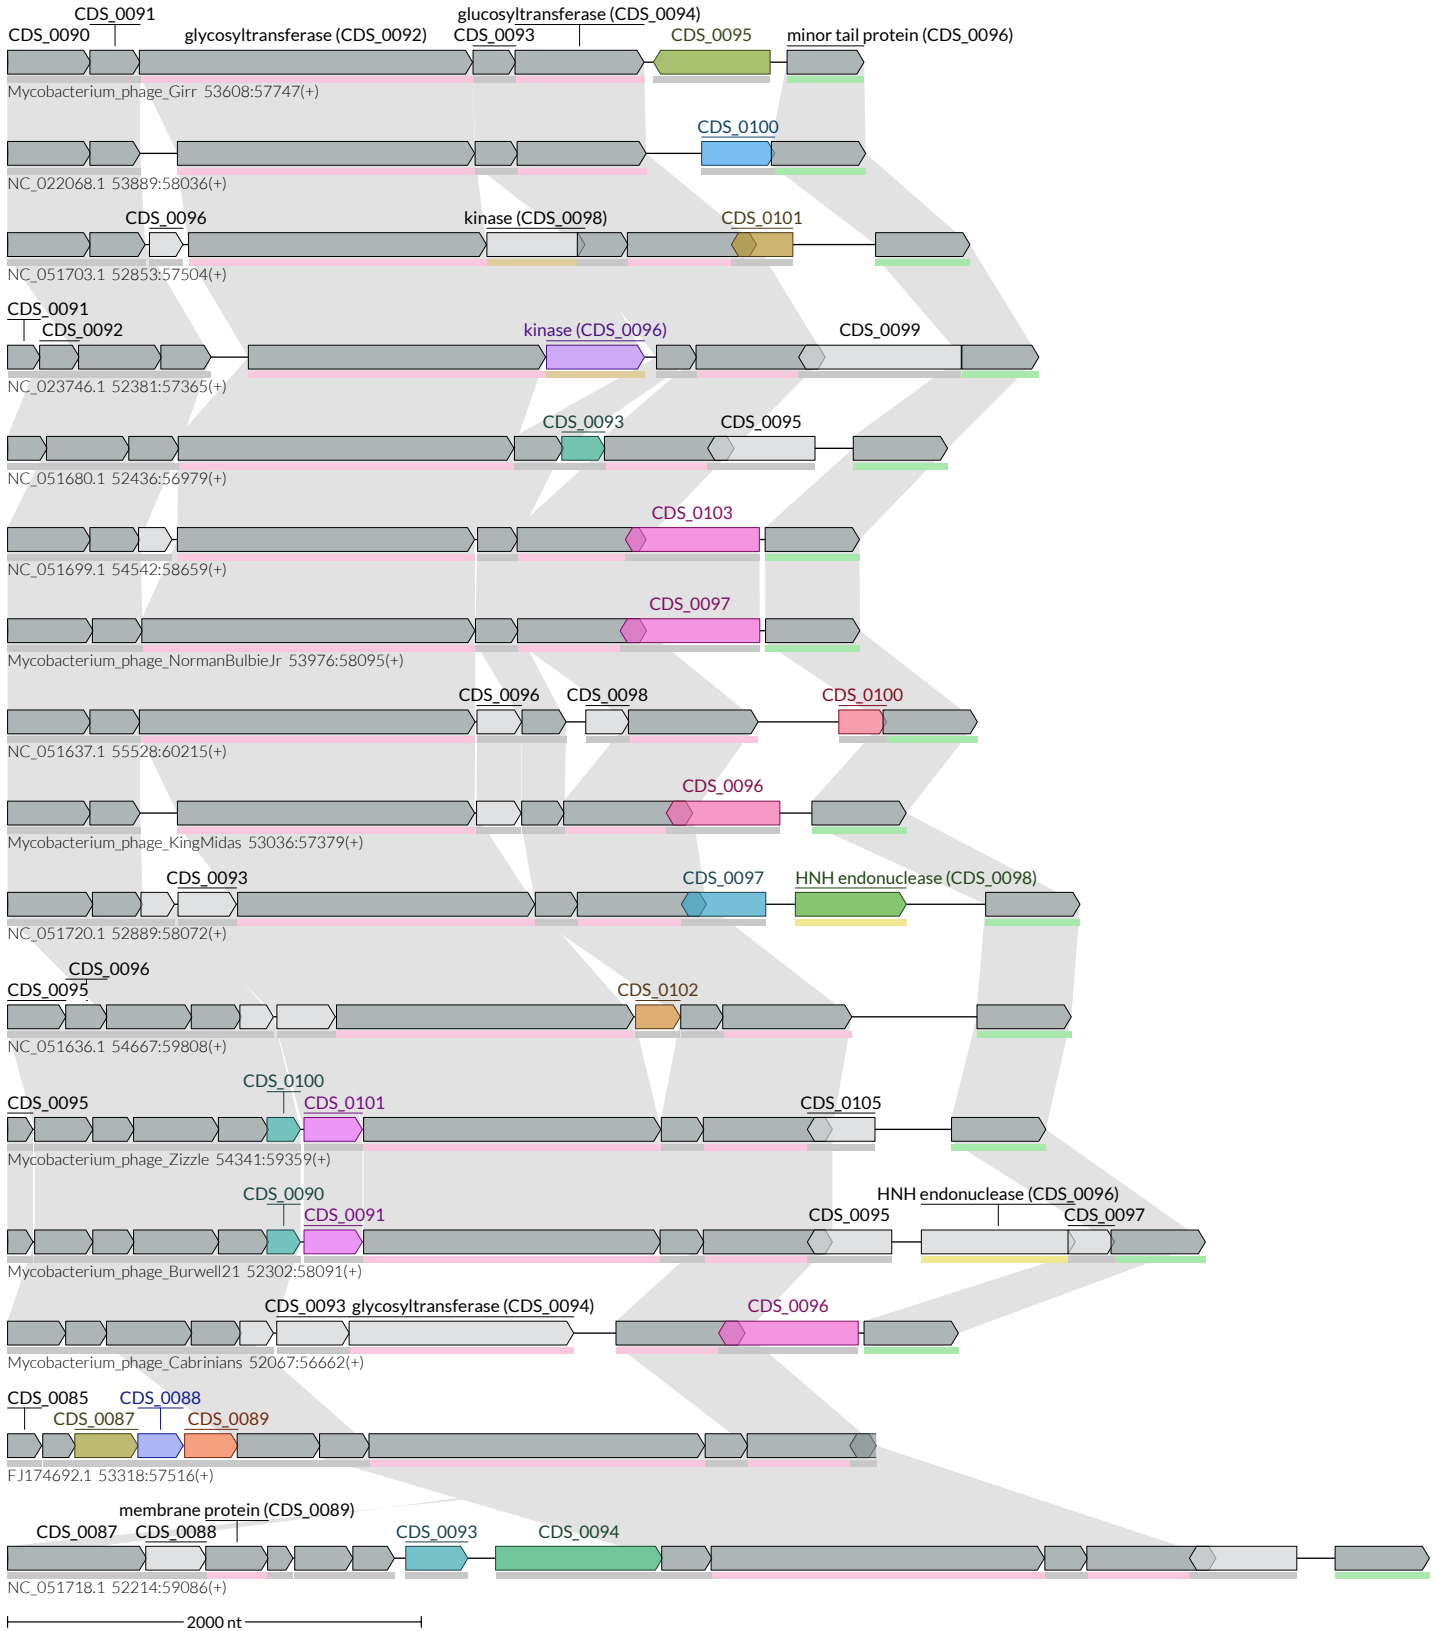 CDS_0091 glucosyltransferase (CDS_0094)
CDS_0090 glycosyltransferase (CDS_0092) CDS_0093 CDS_0095 minor tail protein (CDS_0096)
Mycobacterium_phage_Girr 53608:57747(+)
CDS_0100
NC_022068.1 53889:58036(+)
CDS_0096 kinase (CDS_0098) CDS_0101
NC_051703.1 52853:57504(+)
CDS_0091
CDS_0092 kinase (CDS_0096) CDS_0099
NC_023746.1 52381:57365(+)
CDS_0093 CDS_0095
NC_051680.1 52436:56979(+)
CDS_0103
NC_051699.1 54542:58659(+)
CDS_0097
Mycobacterium_phage_NormanBulbieJr 53976:58095(+)
CDS_0096 CDS_0098 CDS_0100
NC_051637.1 55528:60215(+)
CDS_0096
Mycobacterium_phage_KingMidas 53036:57379(+)
CDS_0093 CDS_0097 HNH endonuclease (CDS_0098)
NC_051720.1 52889:58072(+)
CDS_0096
CDS_0095 CDS_0102
NC_051636.1 54667:59808(+)
CDS_0100
CDS_0095 CDS_0101 CDS_0105
Mycobacterium_phage_Zizzle 54341:59359(+)
CDS_0090 HNH endonuclease (CDS_0096)
CDS_0091 CDS_0095 CDS_0097
Mycobacterium_phage_Burwell21 52302:58091(+)
CDS_0093 glycosyltransferase (CDS_0094) CDS_0096
Mycobacterium_phage_Cabrinians 52067:56662(+)
CDS_0085 CDS_0088
CDS_0087 CDS_0089
FJ174692.1 53318:57516(+)
membrane protein (CDS_0089)
CDS_0087 CDS_0088 CDS_0093 CDS_0094
NC_051718.1 52214:59086(+)
2000 nt